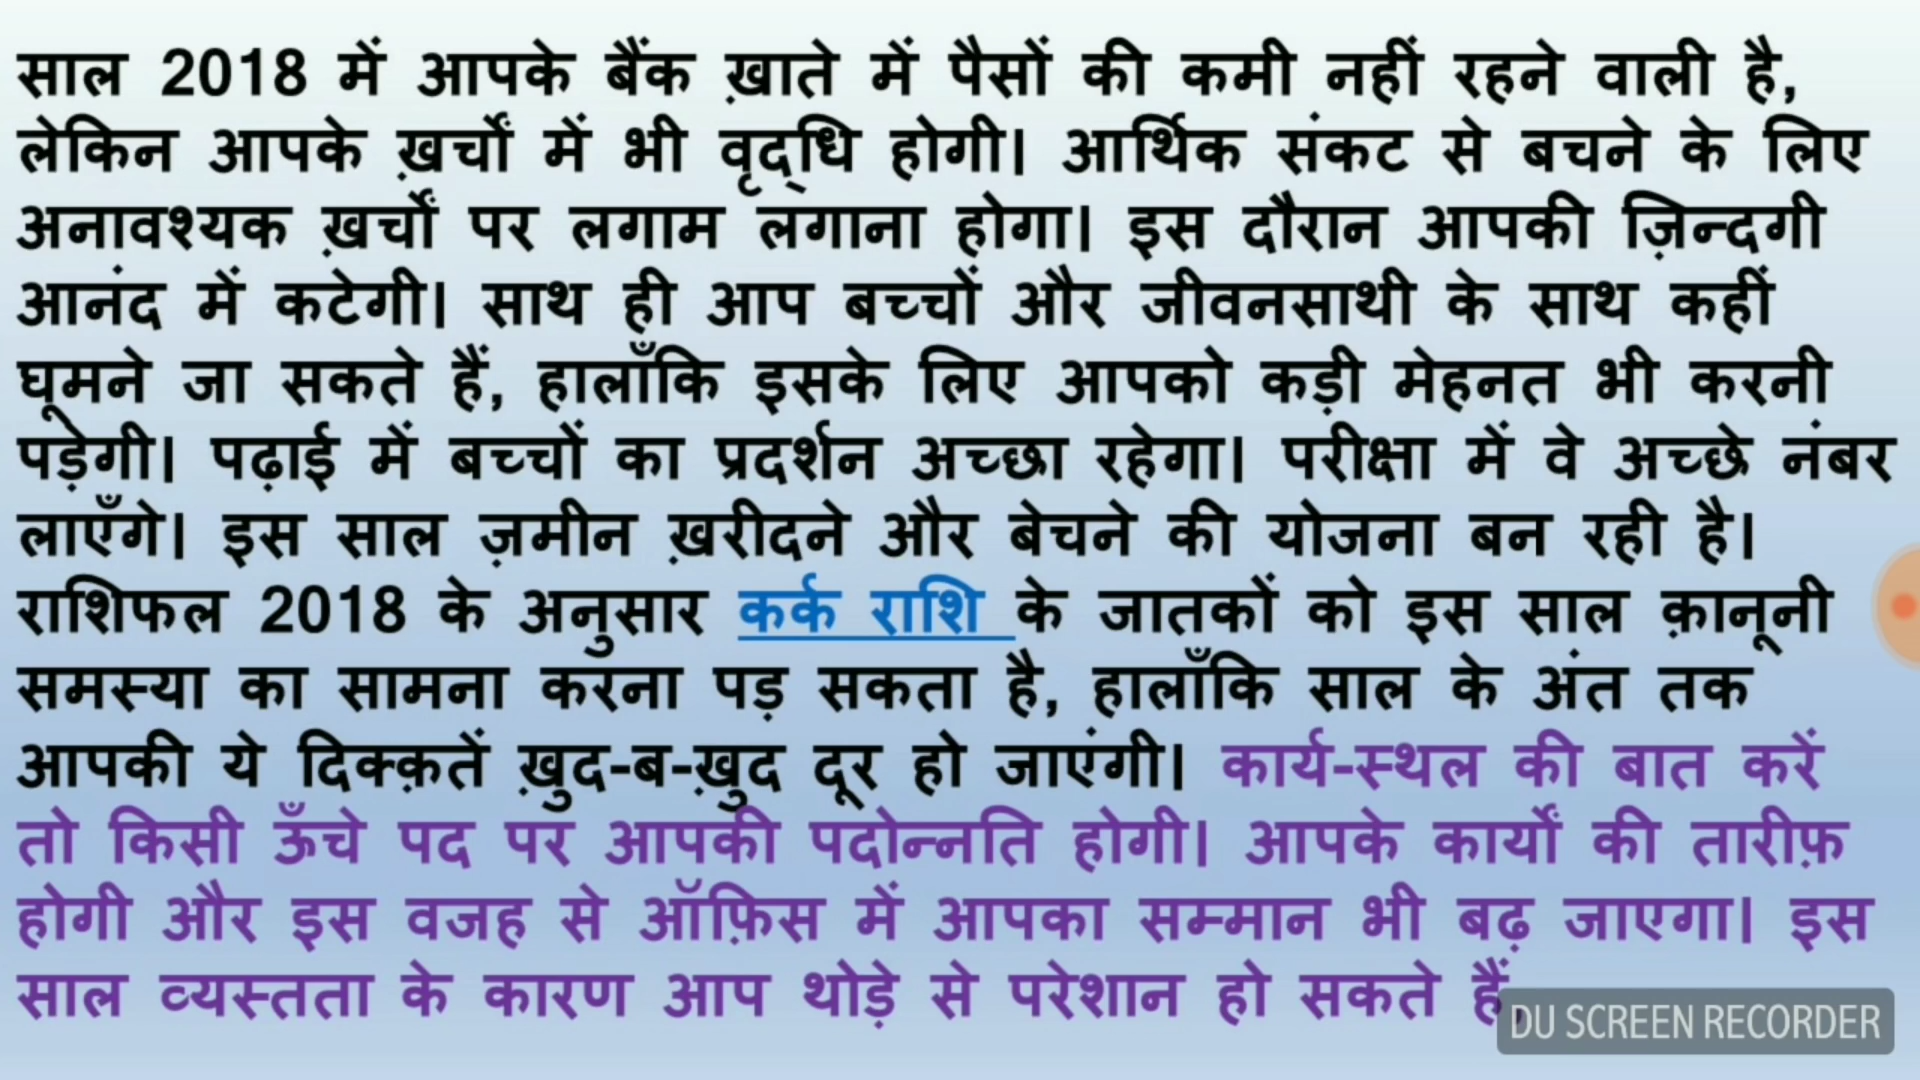 साल 2018 में आपके बैंक ख़ाते में पैसों की कमी नहीं रहने वाली है,
लेकिन आपके ख़र्चों में भी वृद्धि होगी। आर्थिक संकट से बचने के लिए
अनावश्यक ख़र्चों पर लगाम लगाना होगा। इस दौरान आपकी ज़िन्दगी
आनंद में कटेगी। साथ ही आप बच्चों और जीवनसाथी के साथ कहीं
घूमने जा सकते हैं, हालाँकि इसके लिए आपको कड़ी मेहनत भी करनी
पड़ेगी। पढ़ाई में बच्चों का प्रदर्शन अच्छा रहेगा। परीक्षा में वे अच्छे नंबर
लाएँगे। इस साल ज़मीन ख़रीदने और बेचने की योजना बन रही है।
राशिफल 2018 के अनुसार कर्क राशि के जातकों को इस साल क़ानूनी
समस्या का सामना करना पड़ सकता है, हालाँकि साल के अंत तक
आपकी ये दिक्क़तें ख़ुद-ब-ख़ुद दूर हो जाएंगी। कार्य-स्थल की बात करें
तो किसी ऊँचे पद पर आपकी पदोन्नति होगी। आपके कार्यों की तारीफ़
होगी और इस वजह से ऑफ़िस में आपका सम्मान भी बढ़ जाएगा। इस
साल व्यस्तता के कारण आप थोड़े से परेशान हो सकते हैं,
DU SCREEN RECORDER